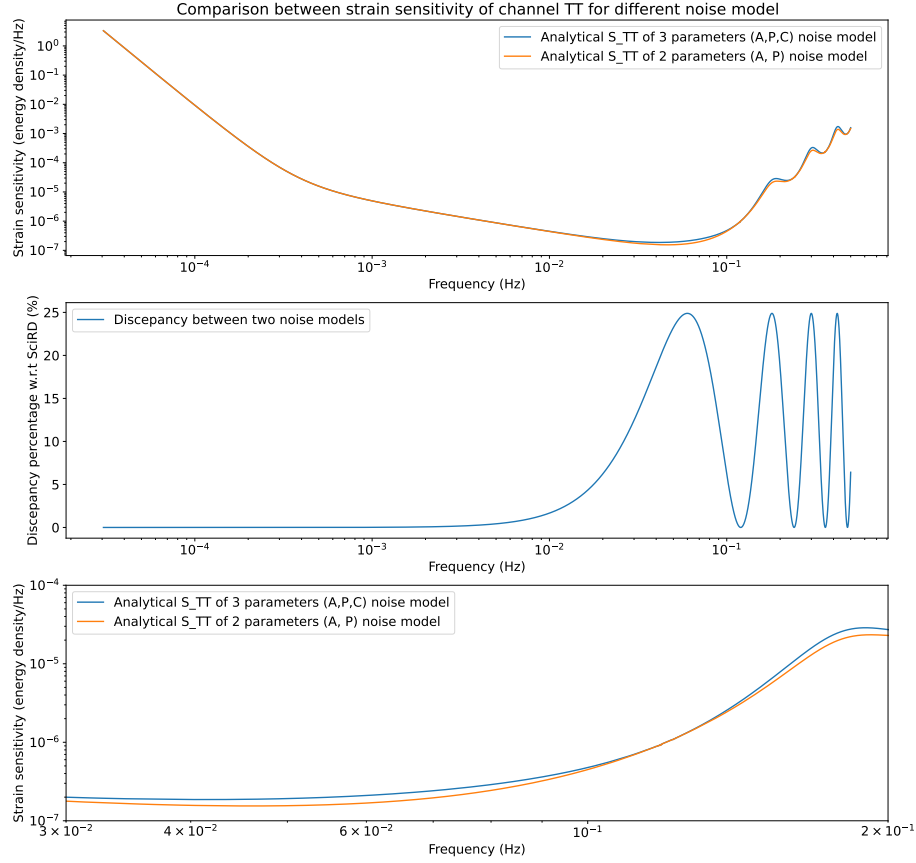 Comparison between strain sensitivity of channel TT for different noise model
Strain sensitivity (energy density/Hz)
10⁰
10⁻¹
10⁻²
10⁻³
10⁻⁴
10⁻⁵
10⁻⁶
10⁻⁷
Analytical S_TT of 3 parameters (A,P,C) noise model
Analytical S_TT of 2 parameters (A, P) noise model
10⁻⁴ 10⁻³ 10⁻² 10⁻¹
Frequency (Hz)
Discepancy percentage w.r.t SciRD (%)
25
20
15
10
5
0
Discepancy between two noise models
10⁻⁴ 10⁻³ 10⁻² 10⁻¹
Frequency (Hz)
Strain sensitivity (energy density/Hz)
10⁻⁴
10⁻⁵
10⁻⁶
10⁻⁷
Analytical S_TT of 3 parameters (A,P,C) noise model
Analytical S_TT of 2 parameters (A, P) noise model
3 × 10⁻² 4 × 10⁻² 6 × 10⁻² 10⁻¹ 2 × 10⁻¹
Frequency (Hz)